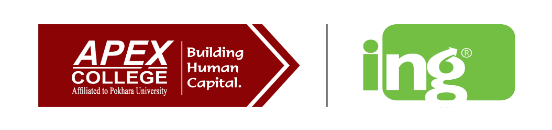 APEX
COLLEGE
Affiliated to Pokhara University
Building
Human
Capital.
ing®